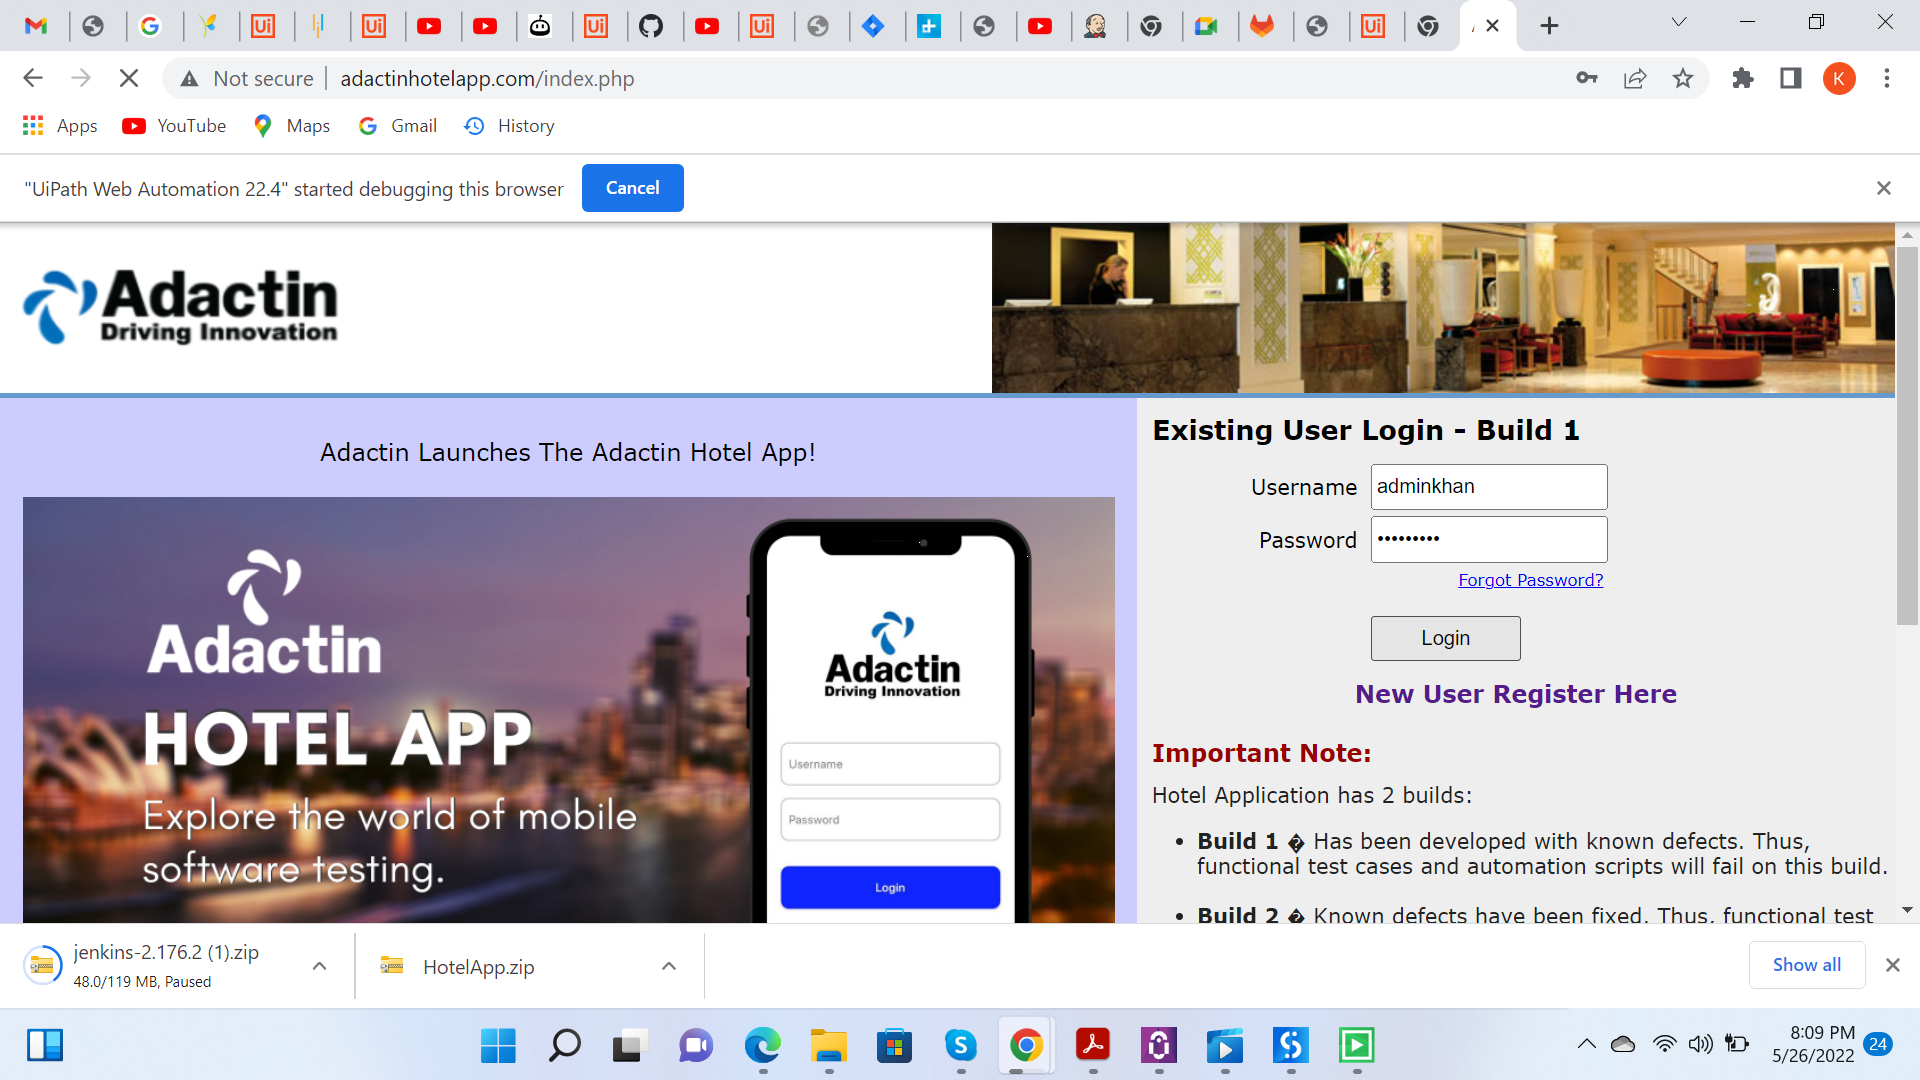 Ui
Ui
Ui
Ui
Ui
Not secure
adactinhotelapp.com/index.php
K
Apps
YouTube
Maps
Gmail
History
"UiPath Web Automation 22.4" started debugging this browser
Cancel
Adactin
Driving Innovation
Adactin Launches The Adactin Hotel App!
Adactin
HOTEL APP
Explore the world of mobile
software testing.
Adactin
Driving Innovation
Username
Password
Login
Existing User Login - Build 1
Username
adminkhan
Password
•••••••••
Forgot Password?
Login
New User Register Here
Important Note:
Hotel Application has 2 builds:
• Build 1 � Has been developed with known defects. Thus,
functional test cases and automation scripts will fail on this build.
• Build 2 � Known defects have been fixed. Thus, functional test
jenkins-2.176.2 (1).zip
48.0/119 MB, Paused
HotelApp.zip
Show all
8:09 PM
5/26/2022
24